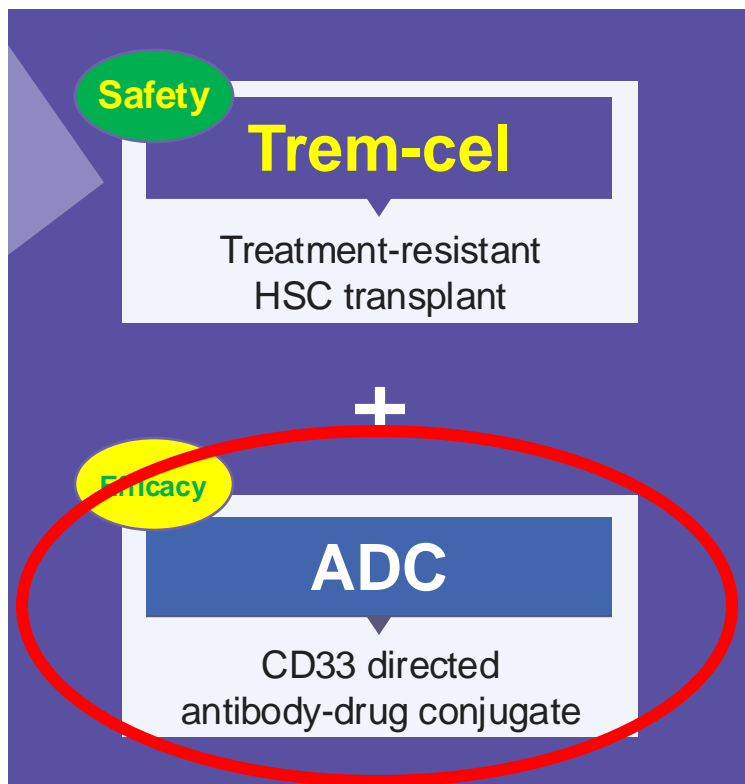 Safety
Trem-cel
Treatment-resistant
HSC transplant
+
Efficacy
ADC
CD33 directed
antibody-drug conjugate